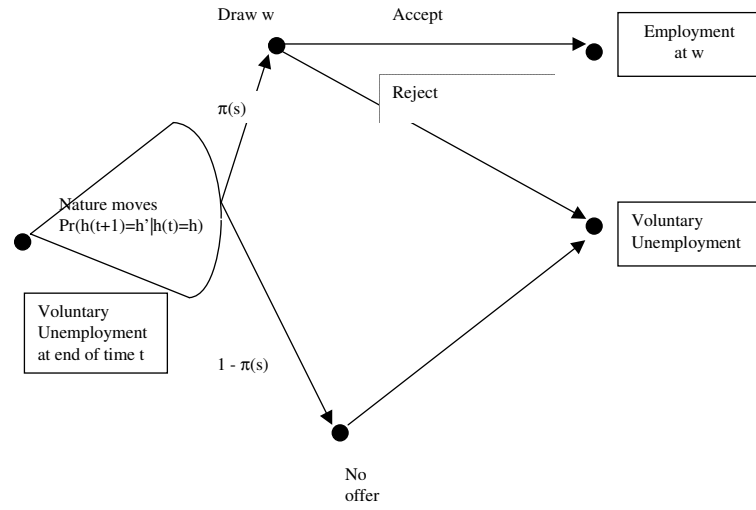 Draw w
Accept
Employment
at w
Reject
π(s)
Nature moves
Pr(h(t+1)=h'|h(t)=h)
Voluntary
Unemployment
Voluntary
Unemployment
at end of time t
1 - π(s)
No
offer